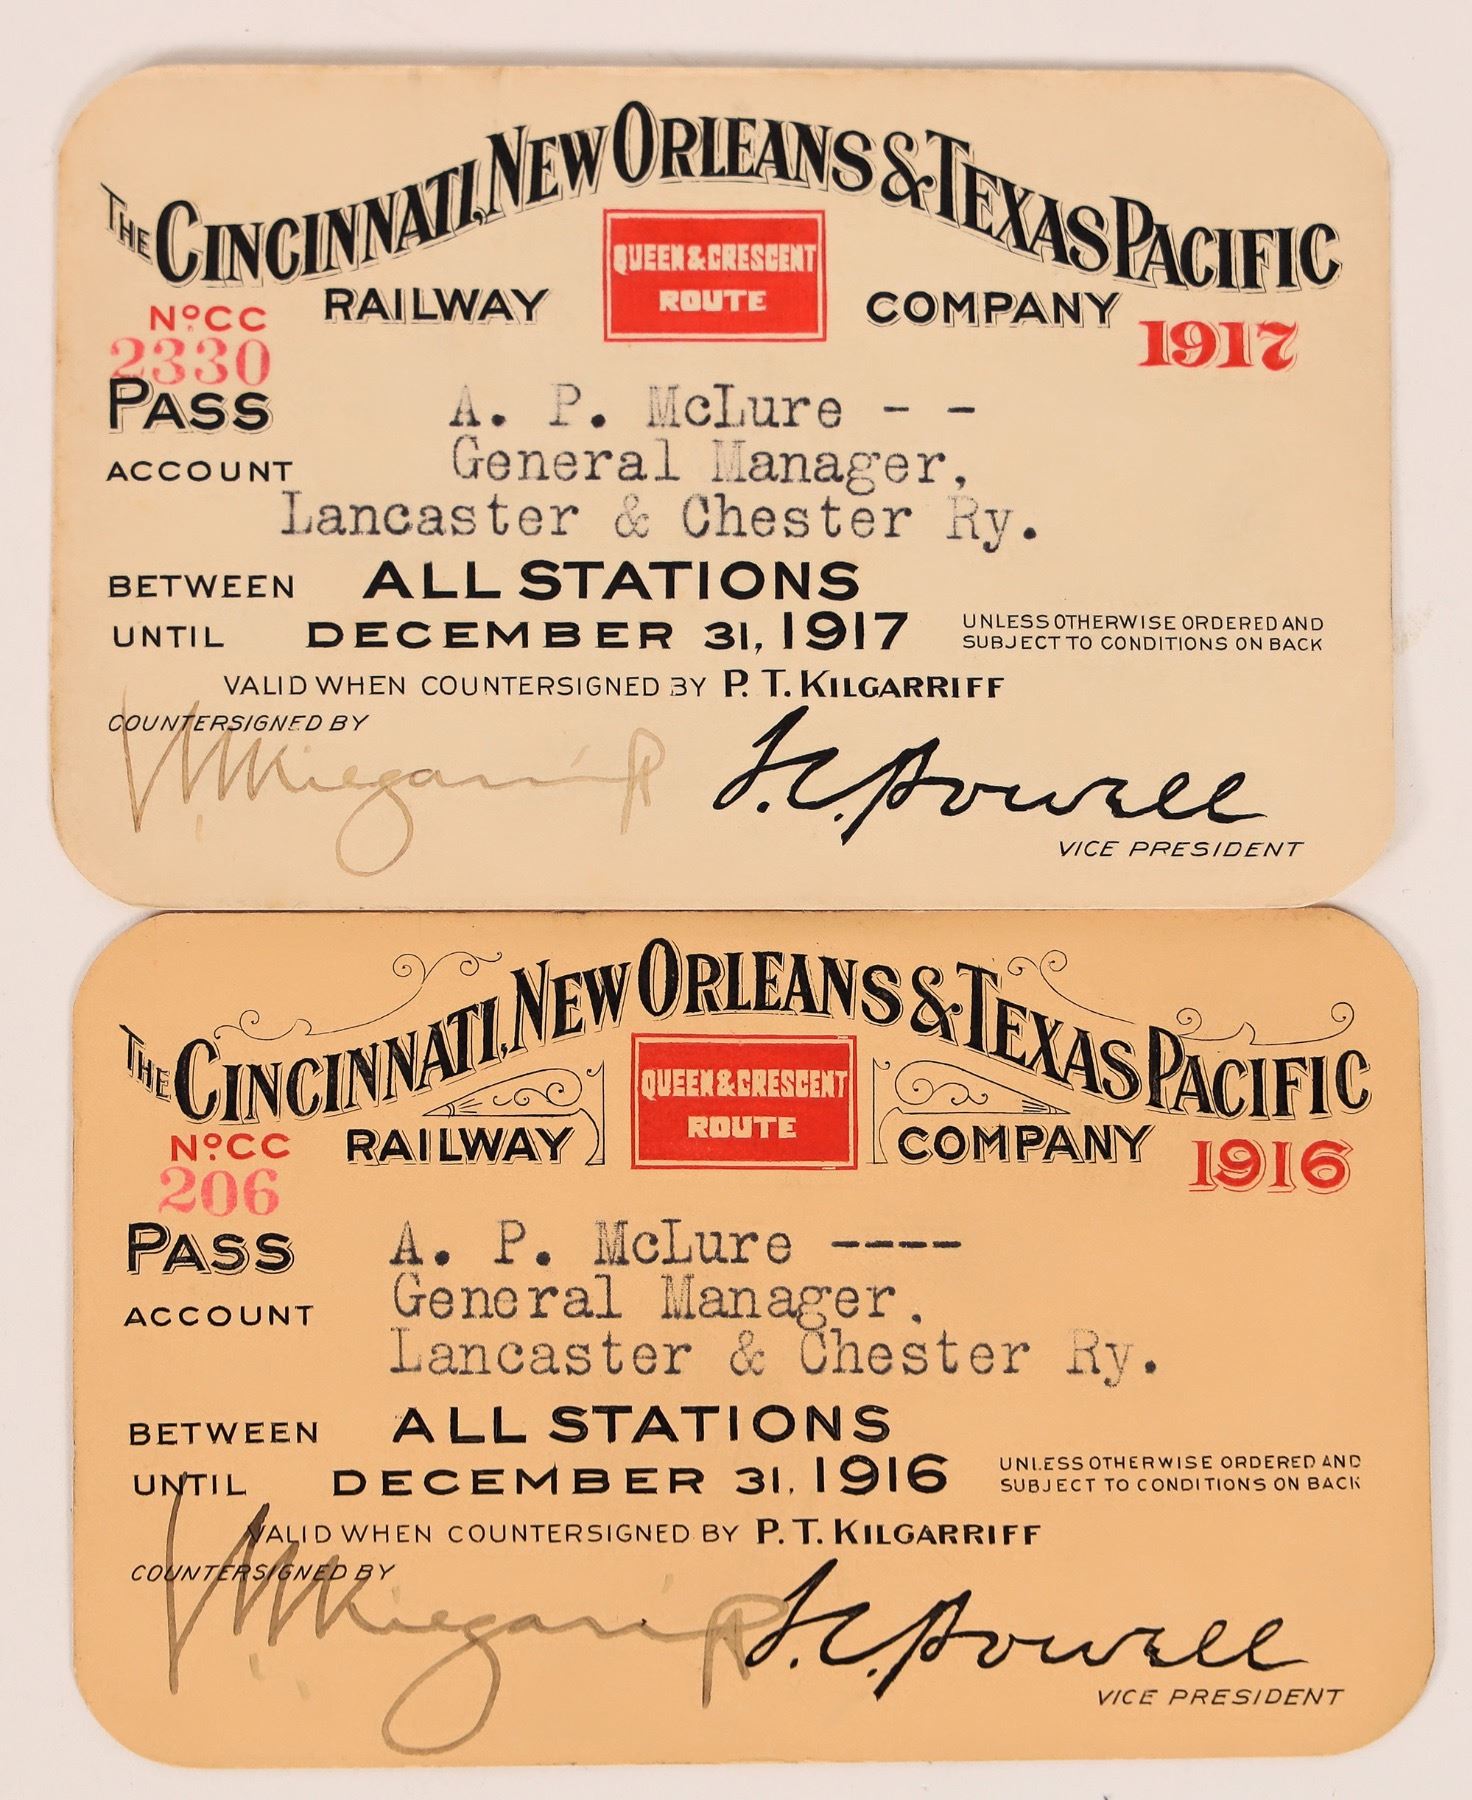 THE CINCINNATI, NEW ORLEANS & TEXAS PACIFIC
RAILWAY COMPANY
QUEEN & CRESCENT
ROUTE
No. CC
2330
1917
PASS A. P. McLure - -
ACCOUNT General Manager,
Lancaster & Chester Ry.
BETWEEN ALL STATIONS
UNTIL DECEMBER 31, 1917
UNLESS OTHERWISE ORDERED AND
SUBJECT TO CONDITIONS ON BACK
VALID WHEN COUNTERSIGNED BY P. T. KILGARRIFF
COUNTERSIGNED BY
T. C. Powell
VICE PRESIDENT
THE CINCINNATI, NEW ORLEANS & TEXAS PACIFIC
RAILWAY COMPANY
QUEEN & CRESCENT
ROUTE
No. CC
206
1916
PASS A. P. McLure ----
ACCOUNT General Manager,
Lancaster & Chester Ry.
BETWEEN ALL STATIONS
UNTIL DECEMBER 31, 1916
UNLESS OTHERWISE ORDERED AND
SUBJECT TO CONDITIONS ON BACK
VALID WHEN COUNTERSIGNED BY P. T. KILGARRIFF
COUNTERSIGNED BY
T. C. Powell
VICE PRESIDENT